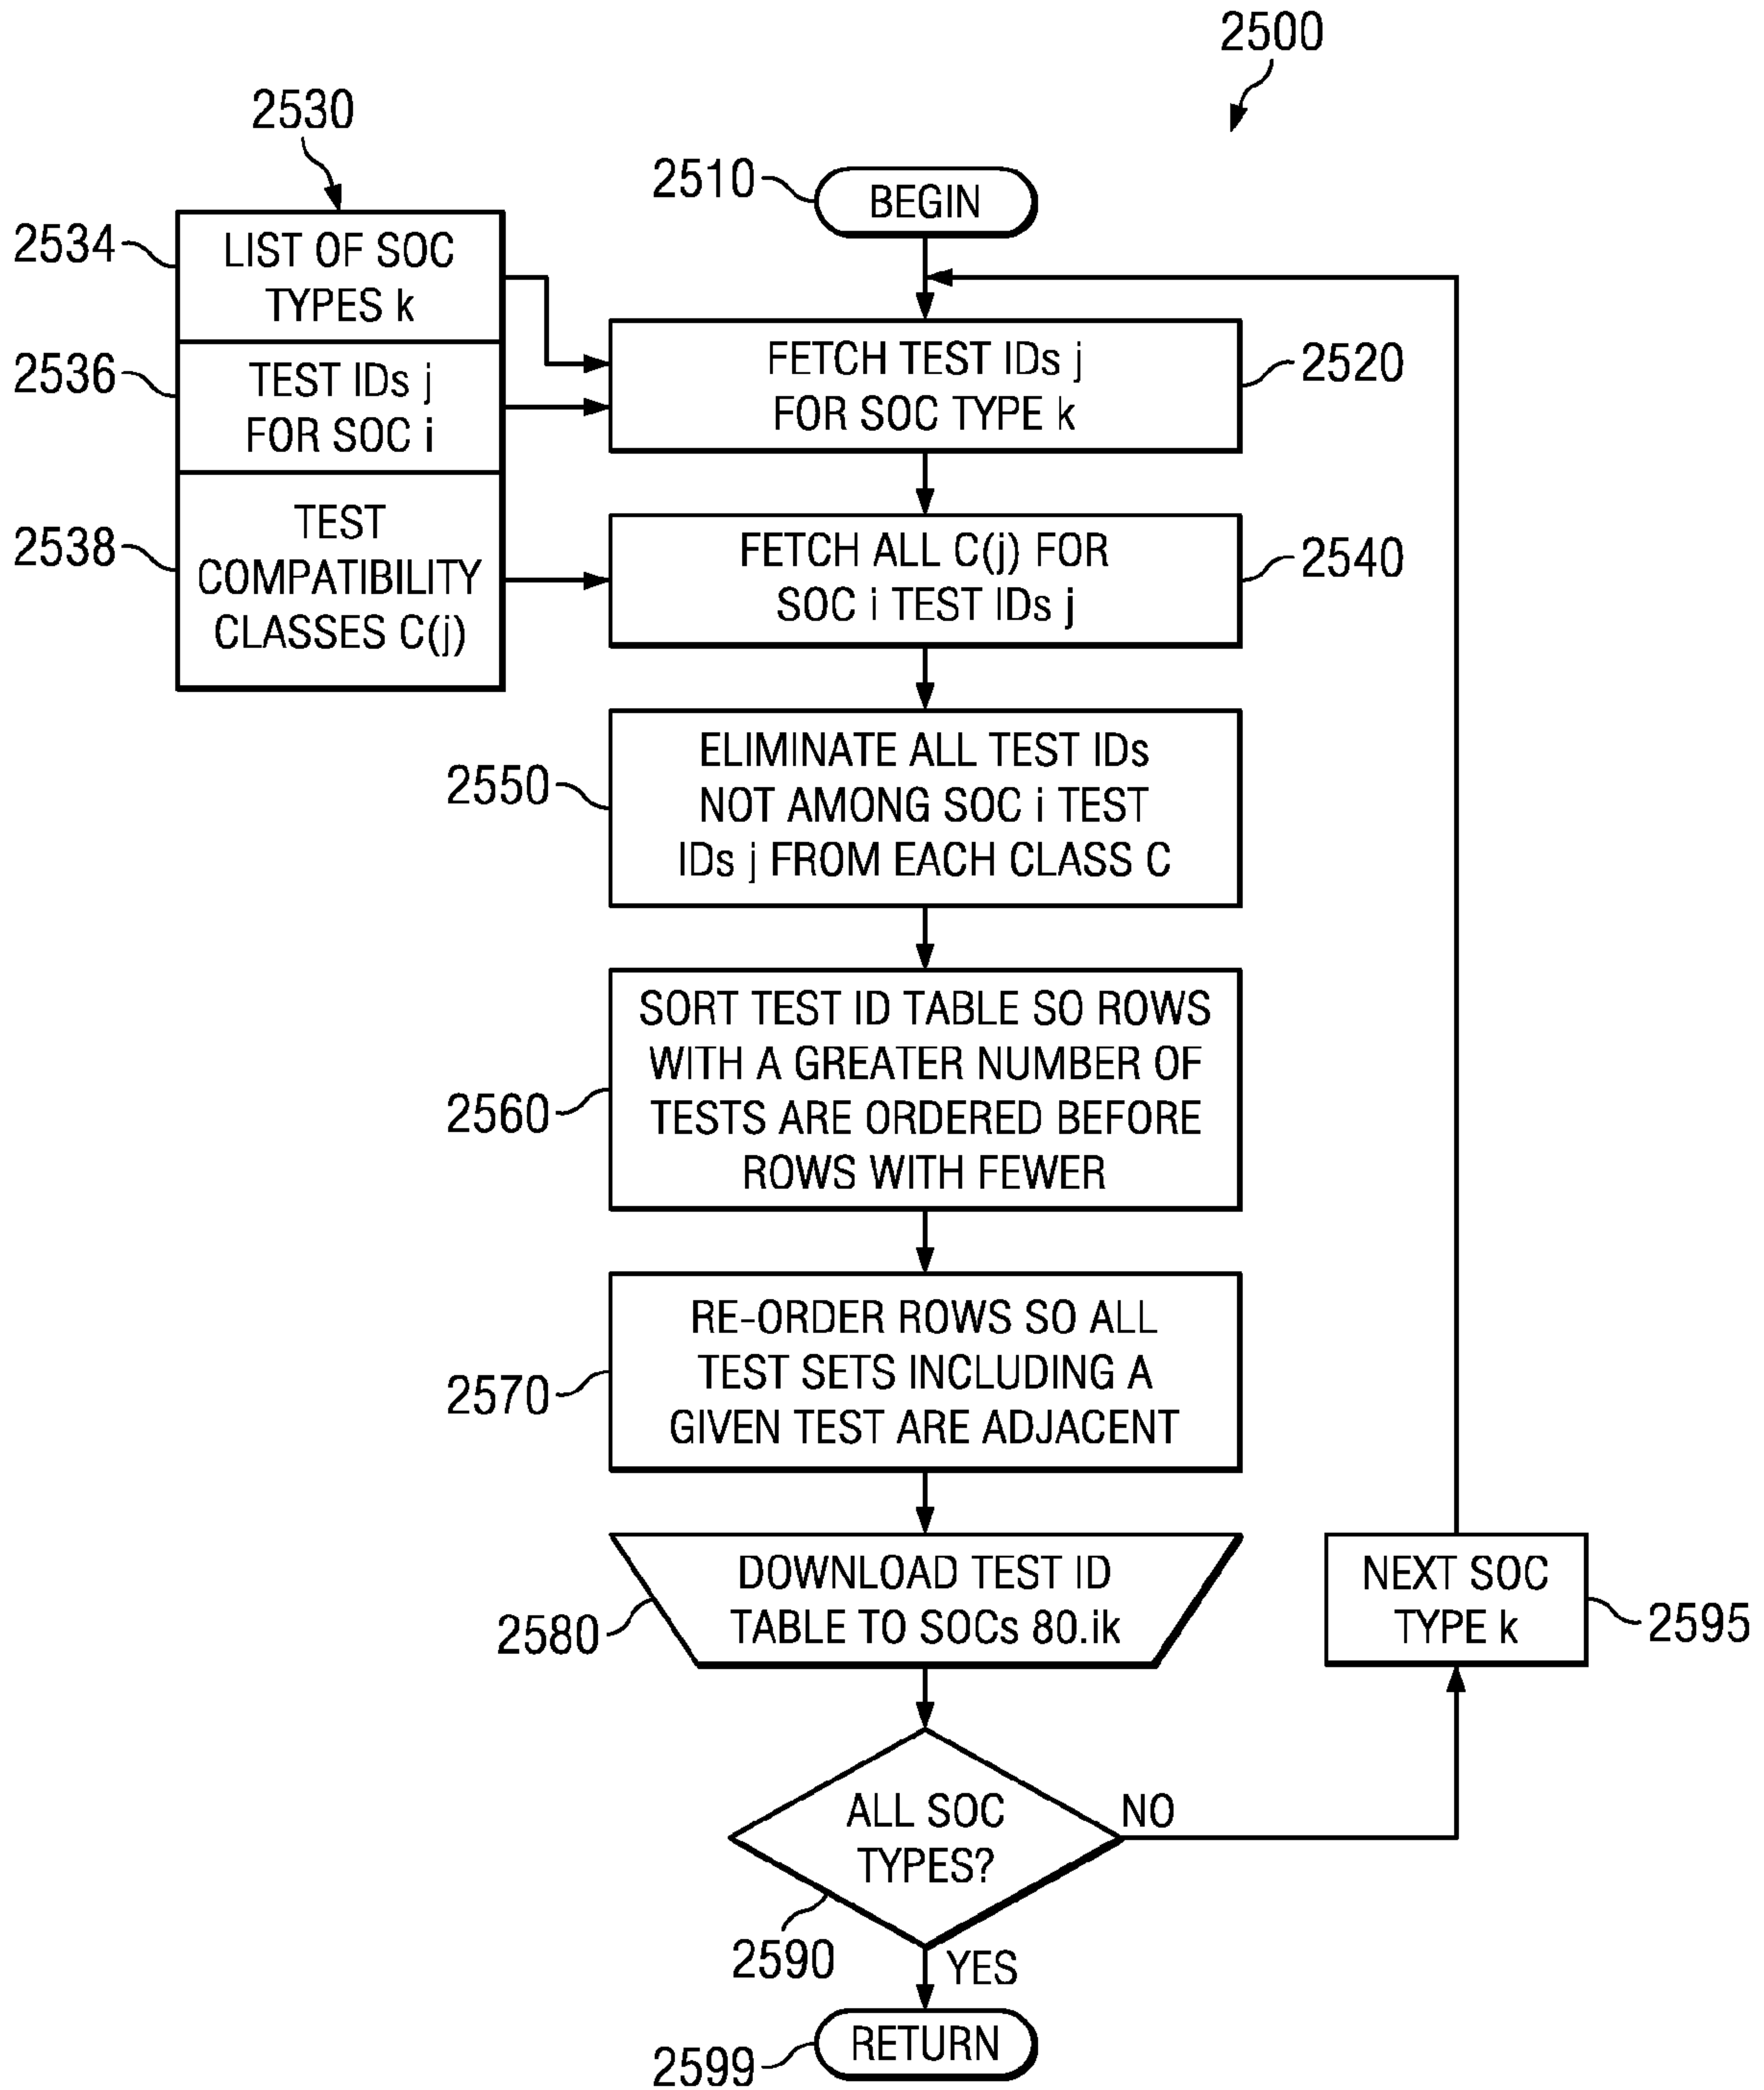 2500
2530
2510
BEGIN
2534
LIST OF SOC
TYPES k
2536
TEST IDs j
FOR SOC i
2538
TEST
COMPATIBILITY
CLASSES C(j)
FETCH TEST IDs j
FOR SOC TYPE k
2520
FETCH ALL C(j) FOR
SOC i TEST IDs j
2540
2550
ELIMINATE ALL TEST IDs
NOT AMONG SOC i TEST
IDs j FROM EACH CLASS C
2560
SORT TEST ID TABLE SO ROWS
WITH A GREATER NUMBER OF
TESTS ARE ORDERED BEFORE
ROWS WITH FEWER
2570
RE-ORDER ROWS SO ALL
TEST SETS INCLUDING A
GIVEN TEST ARE ADJACENT
2580
DOWNLOAD TEST ID
TABLE TO SOCs 80.ik
NEXT SOC
TYPE k
2595
ALL SOC
TYPES?
NO
2590
YES
2599
RETURN